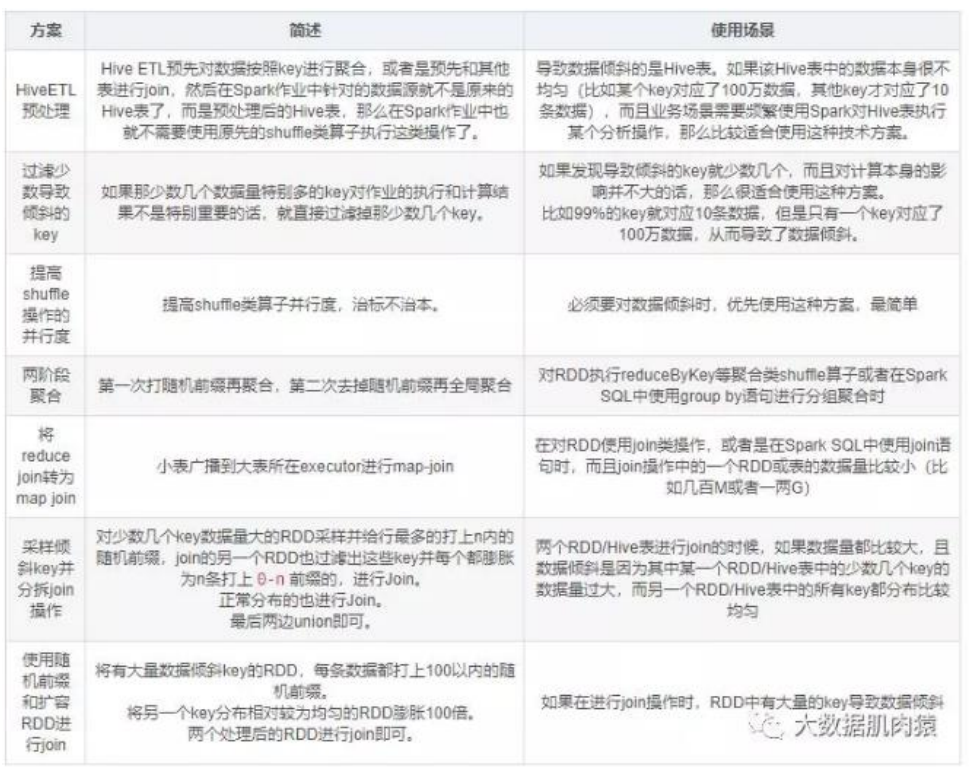 方案
简述
使用场景
HiveETL
预处理
Hive ETL预先对数据按照key进行聚合，或者是预先和其他
表进行join，然后在Spark作业中针对的数据源就不是原来的
Hive表了，而是预处理后的Hive表，那么在Spark作业中也
就不需要使用原先的shuffle类算子执行这类操作了。
导致数据倾斜的是Hive表。如果该Hive表中的数据本身很不
均匀（比如某个key对应了100万数据，其他key才对应了10
条数据），而且业务场景需要频繁使用Spark对Hive表执行
某个分析操作，那么比较适合使用这种技术方案。
过滤少
数导致
倾斜的
key
如果那少数几个数据量特别多的key对作业的执行和计算结
果不是特别重要的话，就直接过滤掉那少数几个key。
如果发现导致倾斜的key就少数几个，而且对计算本身的影
响并不大的话，那么很适合使用这种方案。
比如99%的key就对应10条数据，但是只有一个key对应了
100万数据，从而导致了数据倾斜。
提高
shuffle
操作的
并行度
提高shuffle类算子并行度，治标不治本。
必须要对数据倾斜时，优先使用这种方案，最简单
两阶段
聚合
第一次打随机前缀再聚合，第二次去掉随机前缀再全局聚合
对RDD执行reduceByKey等聚合类shuffle算子或者在Spark
SQL中使用group by语句进行分组聚合时
将
reduce
join转为
map join
小表广播到大表所在executor进行map-join
在对RDD使用join类操作，或者是在Spark SQL中使用join语
句时，而且join操作中的一个RDD或表的数据量比较小（比
如几百M或者一两G）
采样倾
斜key并
分拆join
操作
对少数几个key数据量大的RDD采样并给行最多的打上n内的
随机前缀，join的另一个RDD也过滤出这些key并每个都膨胀
为n条打上 0-n 前缀的，进行Join。
正常分布的也进行Join。
最后两边union即可。
两个RDD/Hive表进行join的时候，如果数据量都比较大，且
数据倾斜是因为其中某一个RDD/Hive表中的少数几个key的
数据量过大，而另一个RDD/Hive表中的所有key都分布比较
均匀
使用随
机前缀
和扩容
RDD进
行join
将有大量数据倾斜key的RDD，每条数据都打上100以内的随
机前缀。
将另一个key分布相对较为均匀的RDD膨胀100倍。
两个处理后的RDD进行join即可。
如果在进行join操作时，RDD中有大量的key导致数据倾斜
大数据肌肉猿